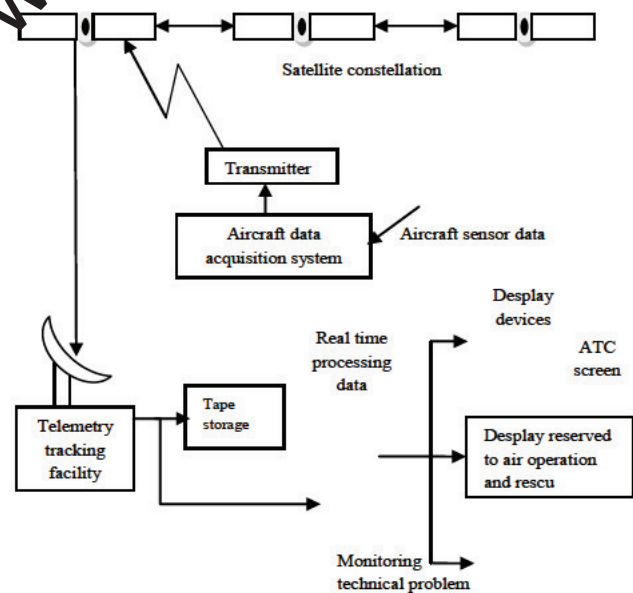 Satellite constellation
Transmitter
Aircraft data
acquisition system
Aircraft sensor data
Desplay
devices
ATC
screen
Real time
processing
data
Tape
storage
Telemetry
tracking
facility
Desplay reserved
to air operation
and rescu
Monitoring
technical problem